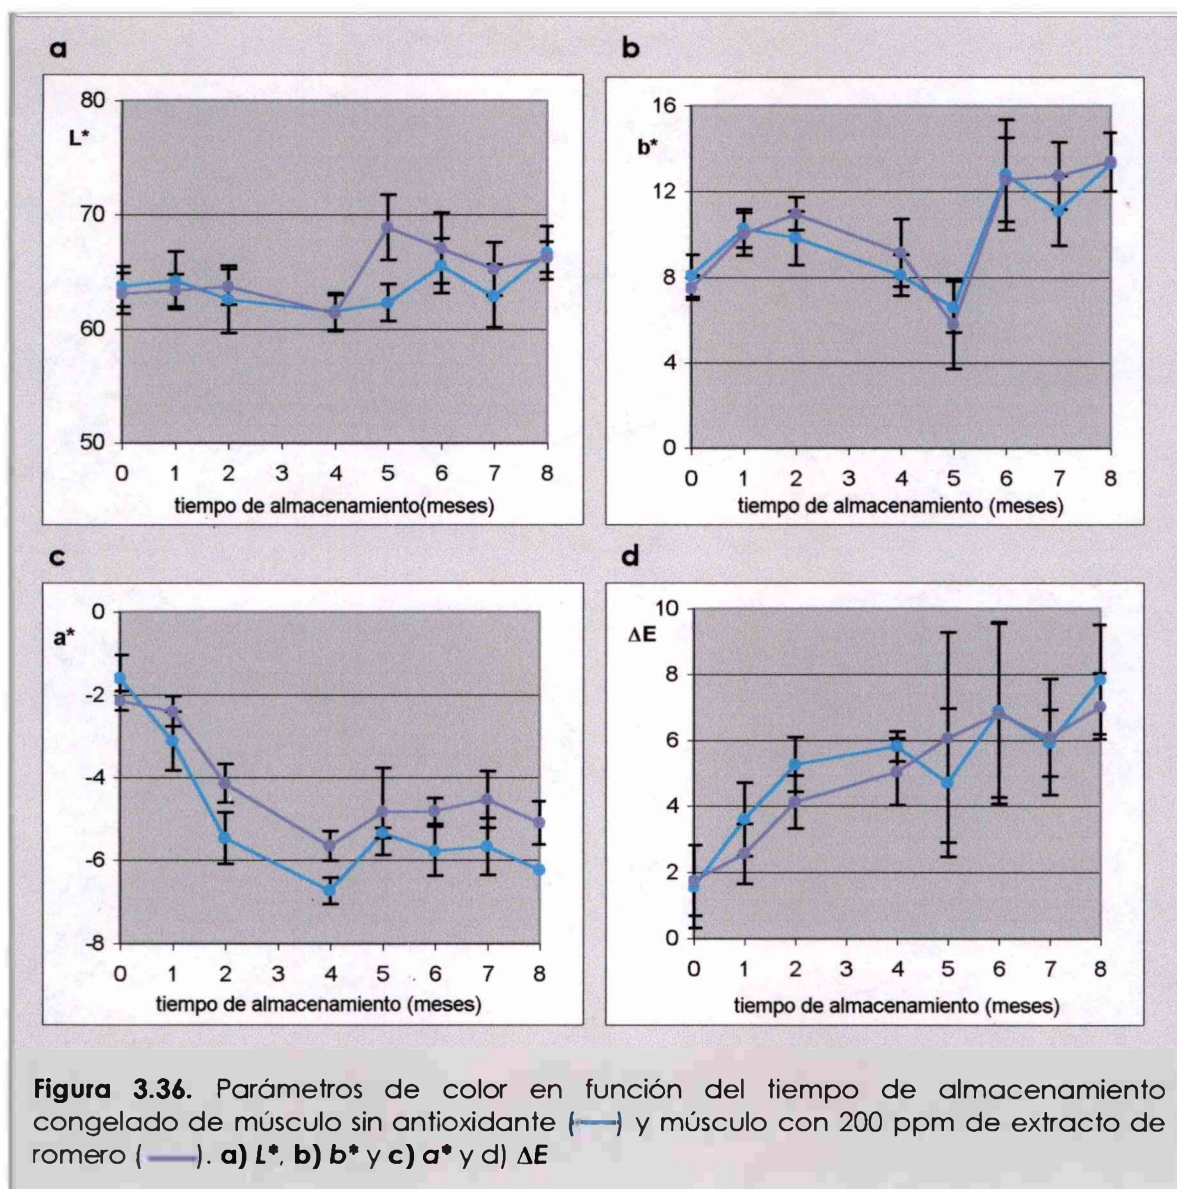 a
80
L*
70
60
50
0 1 2 3 4 5 6 7 8
tiempo de almacenamiento(meses)
b
16
b*
12
8
4
0
0 1 2 3 4 5 6 7 8
tiempo de almacenamiento (meses)
c
0
a*
-2
-4
-6
-8
0 1 2 3 4 5 6 7 8
tiempo de almacenamiento (meses)
d
10
ΔE
8
6
4
2
0
0 1 2 3 4 5 6 7 8
tiempo de almacenamiento (meses)
Figura 3.36. Parámetros de color en función del tiempo de almacenamiento
congelado de músculo sin antioxidante ( ) y músculo con 200 ppm de extracto de
romero ( ). a) L*, b) b* y c) a* y d) ΔE